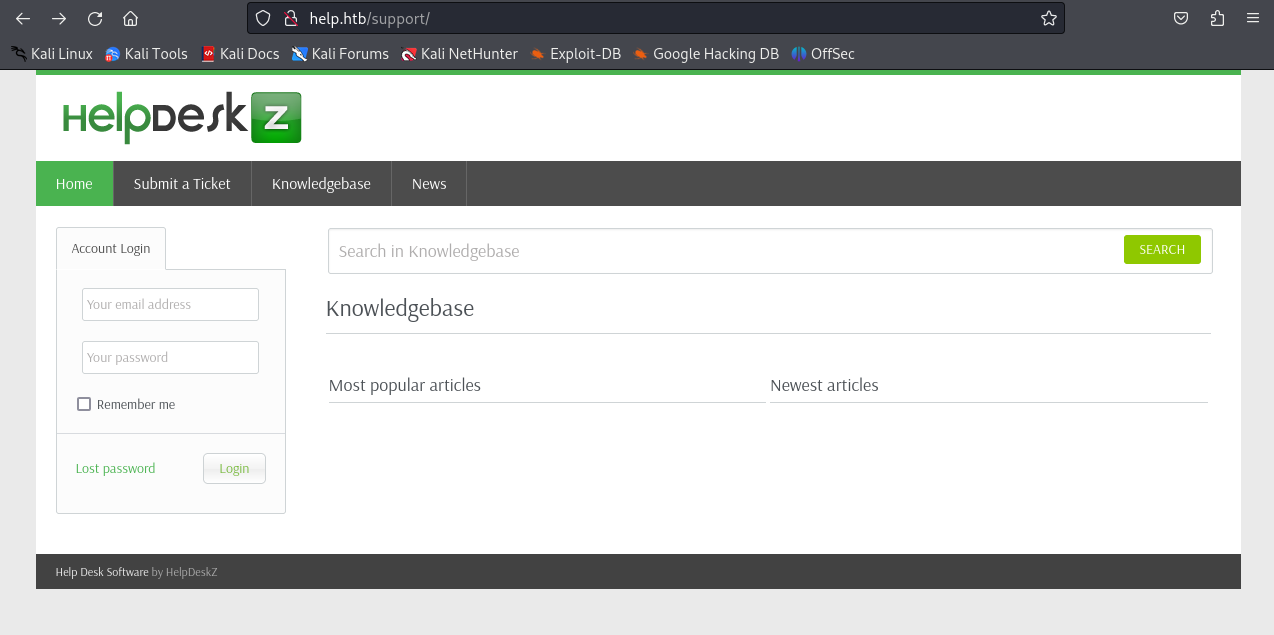 help.htb/support/
Kali Linux Kali Tools Kali Docs Kali Forums Kali NetHunter Exploit-DB Google Hacking DB OffSec
HelpDesk Z
Home Submit a Ticket Knowledgebase News
Account Login
Search in Knowledgebase SEARCH
Your email address
Knowledgebase
Your password
Most popular articles Newest articles
Remember me
Lost password Login
Help Desk Software by HelpDeskZ